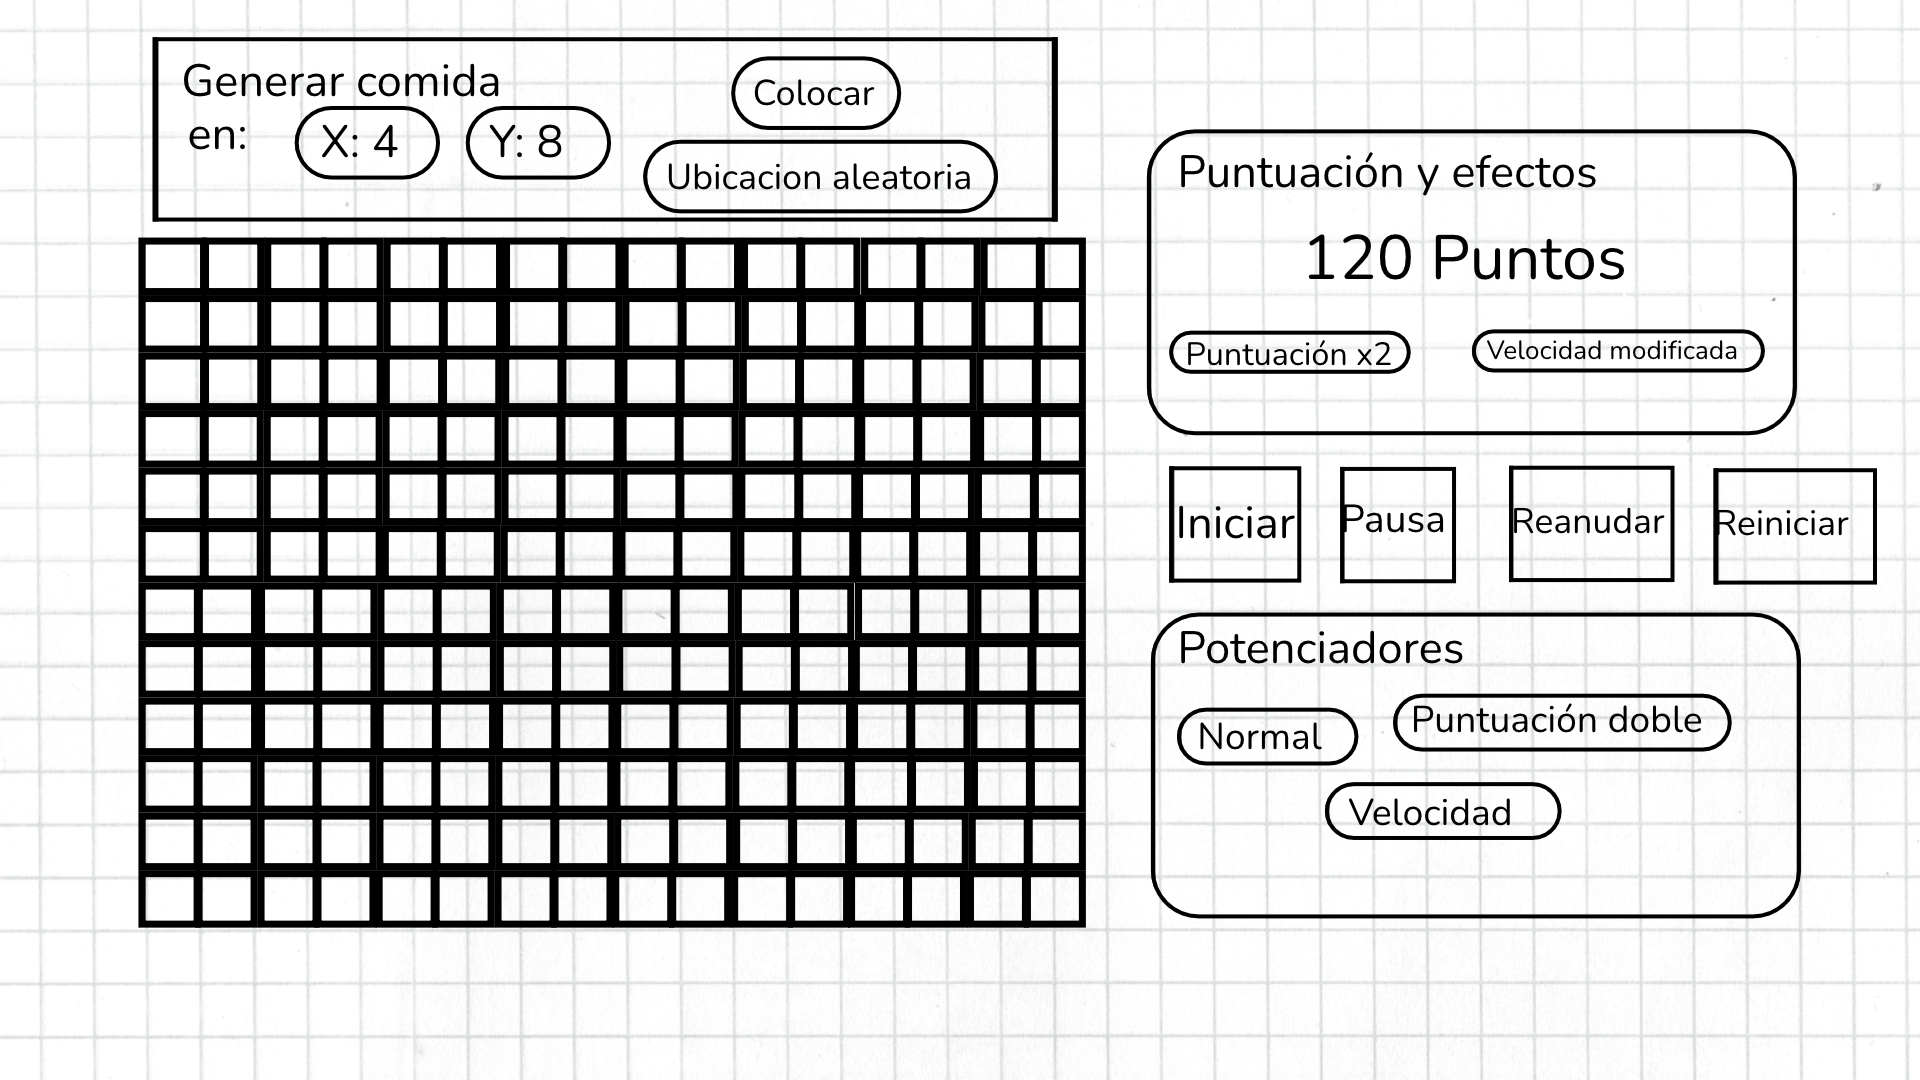 Generar comida
en: X: 4 Y: 8
Colocar
Ubicacion aleatoria
Puntuación y efectos
120 Puntos
Puntuación x2 Velocidad modificada
Iniciar Pausa Reanudar Reiniciar
Potenciadores
Normal Puntuación doble
Velocidad